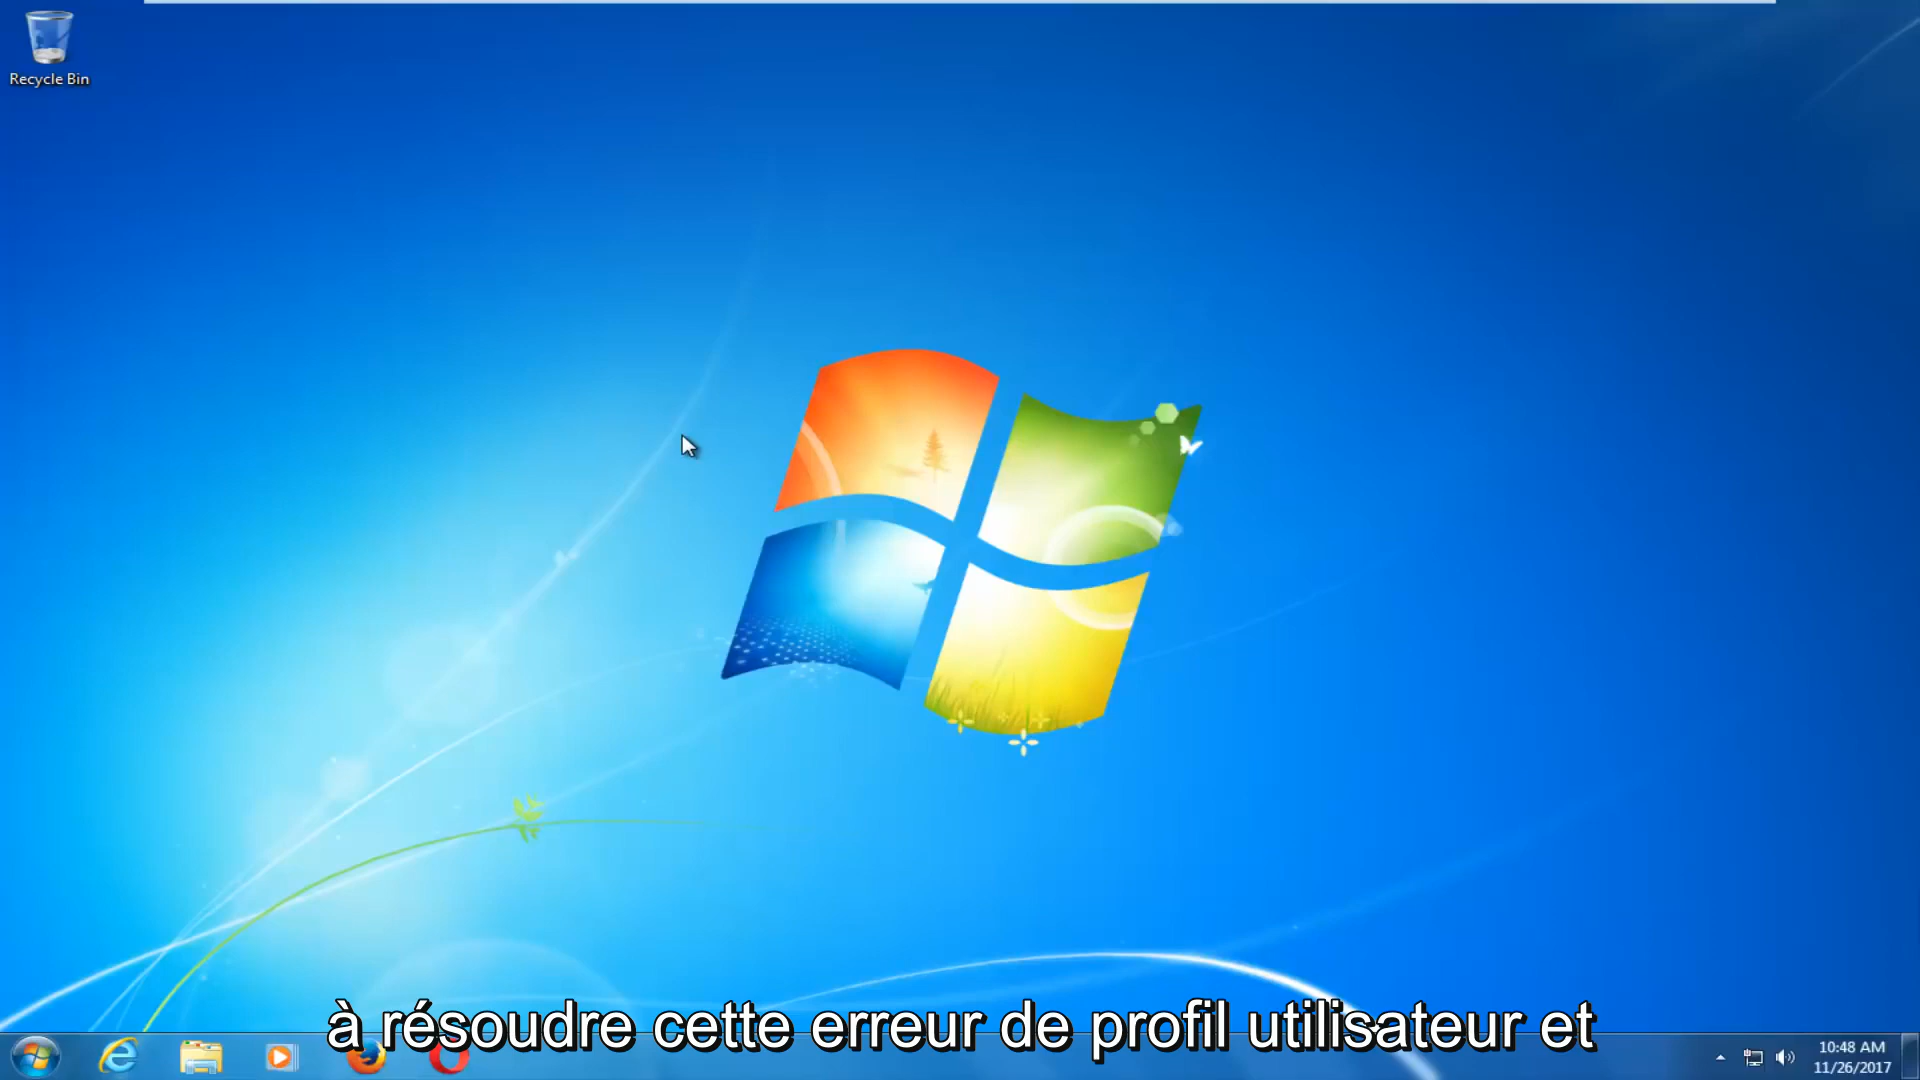 Recycle Bin
à résoudre cette erreur de profil utilisateur et
10:48 AM
11/26/2017